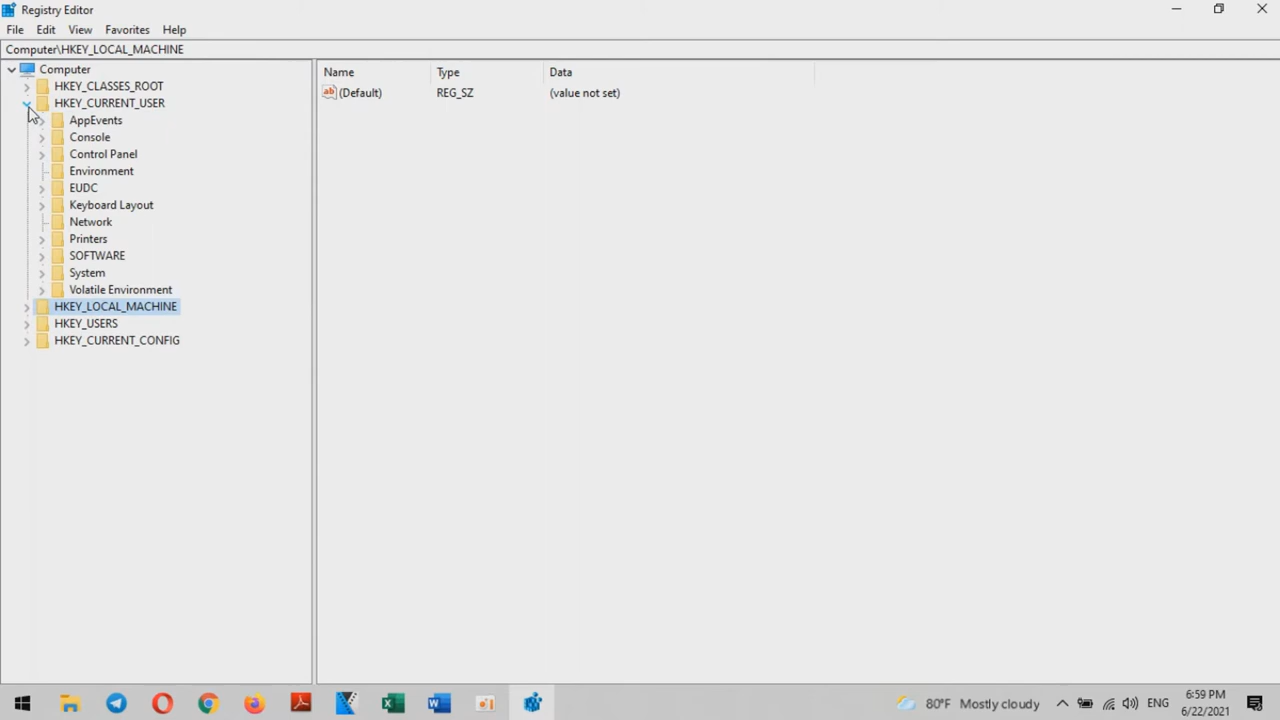 Registry Editor
File Edit View Favorites Help
Computer\HKEY_LOCAL_MACHINE
Computer
HKEY_CLASSES_ROOT
HKEY_CURRENT_USER
AppEvents
Console
Control Panel
Environment
EUDC
Keyboard Layout
Network
Printers
SOFTWARE
System
Volatile Environment
HKEY_LOCAL_MACHINE
HKEY_USERS
HKEY_CURRENT_CONFIG
Name Type Data
ab (Default) REG_SZ (value not set)
80°F Mostly cloudy ENG 6:59 PM
6/22/2021